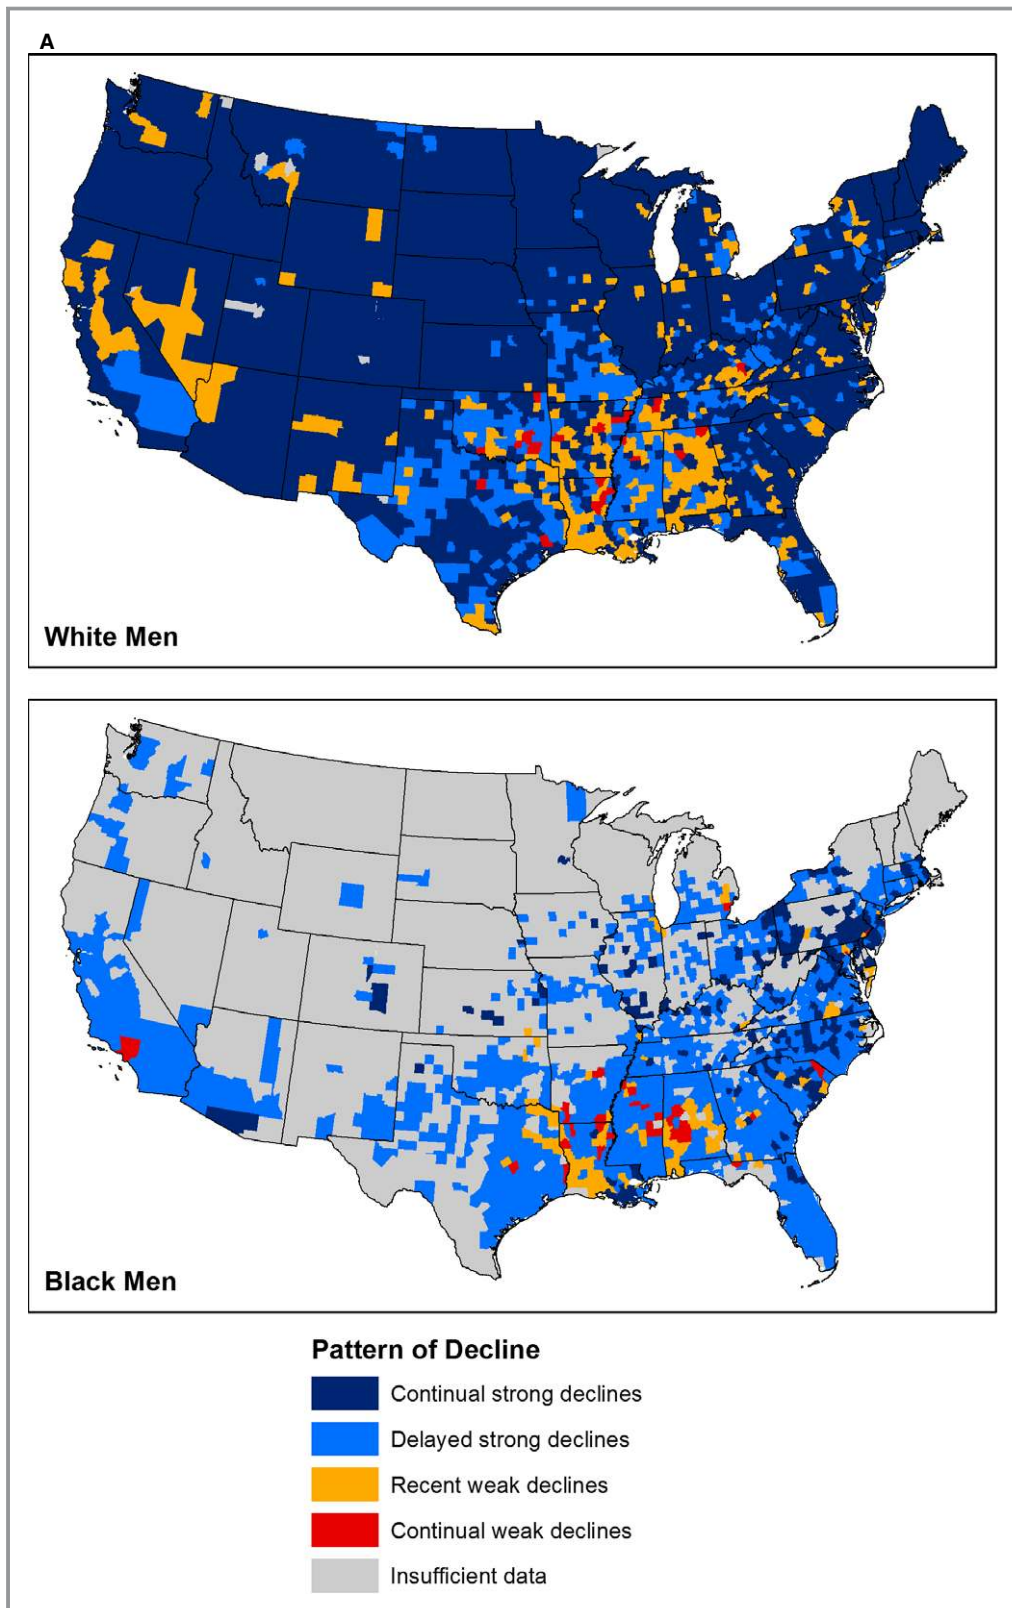 A
White Men
Black Men
Pattern of Decline
Continual strong declines
Delayed strong declines
Recent weak declines
Continual weak declines
Insufficient data